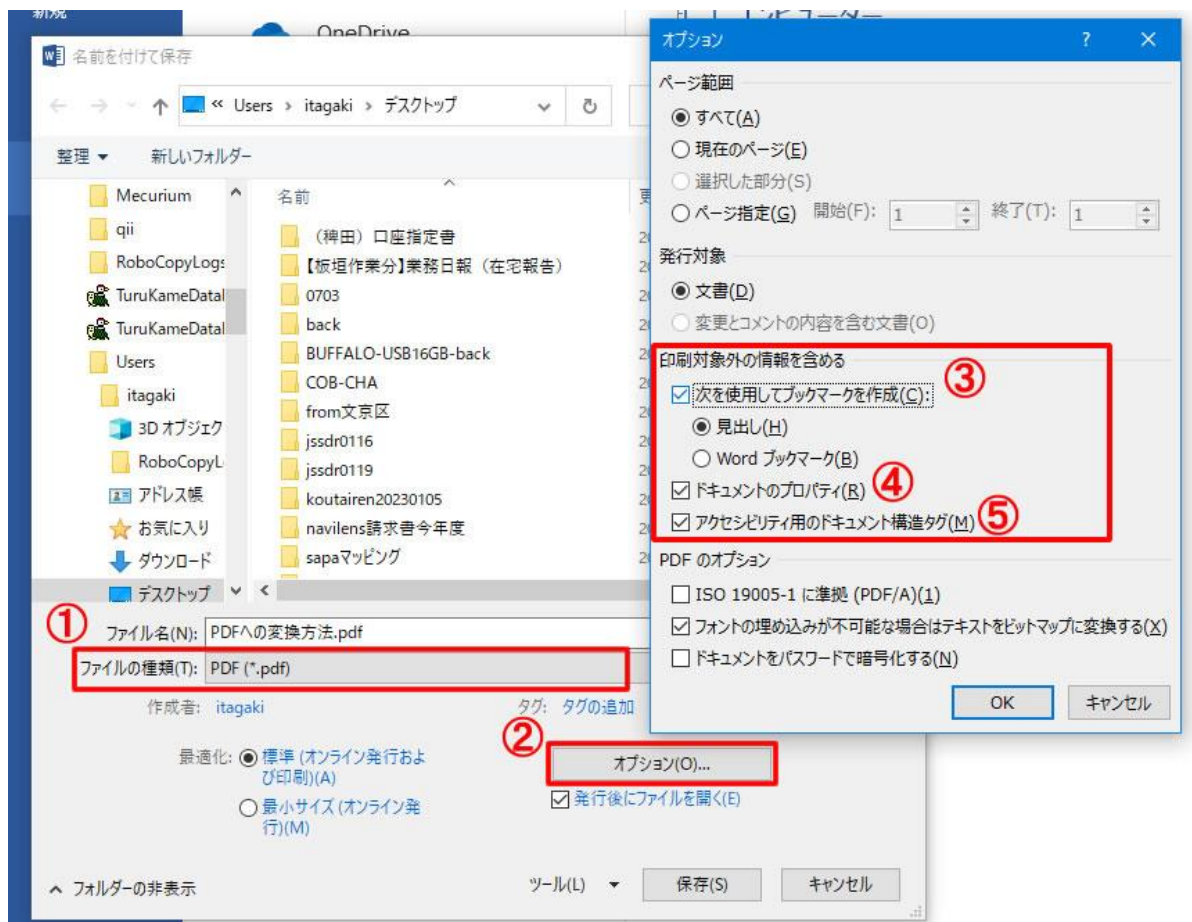 新規
OneDrive
コンピューター
名前を付けて保存
« Users › itagaki › デスクトップ
整理 ▼ 新しいフォルダー
Mecurium
qii
RoboCopyLogs
TuruKameDataI
TuruKameDataI
Users
itagaki
3D オブジェク
RoboCopyL
アドレス帳
お気に入り
ダウンロード
デスクトップ
名前
更
(稗田)口座指定書
【板垣作業分】業務日報(在宅報告)
0703
back
BUFFALO-USB16GB-back
COB-CHA
from文京区
jssdr0116
jssdr0119
koutairen20230105
navilens請求書今年度
sapaマッピング
①
ファイル名(N): PDFへの変換方法.pdf
ファイルの種類(T): PDF (*.pdf)
作成者: itagaki
タグ: タグの追加
最適化: 標準 (オンライン発行およ
び印刷)(A)
最小サイズ (オンライン発
行)(M)
②
オプション(O)...
発行後にファイルを開く(E)
フォルダーの非表示
ツール(L) ▼ 保存(S) キャンセル
オプション ? ×
ページ範囲
すべて(A)
現在のページ(E)
選択した部分(S)
ページ指定(G) 開始(F): 1 終了(T): 1
発行対象
文書(D)
変更とコメントの内容を含む文書(O)
印刷対象外の情報を含める
③
次を使用してブックマークを作成(C):
見出し(H)
Word ブックマーク(B)
ドキュメントのプロパティ(R) ④
アクセシビリティ用のドキュメント構造タグ(M) ⑤
PDF のオプション
ISO 19005-1 に準拠 (PDF/A)(1)
フォントの埋め込みが不可能な場合はテキストをビットマップに変換する(X)
ドキュメントをパスワードで暗号化する(N)
OK キャンセル